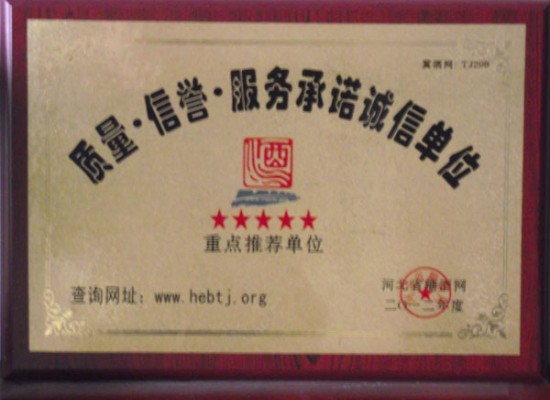 冀酒网：TJ209
质量·信誉·服务承诺诚信单位
酒
重点推荐单位
查询网址：www.hebtj.org
河北省糖酒网
二〇一二年度